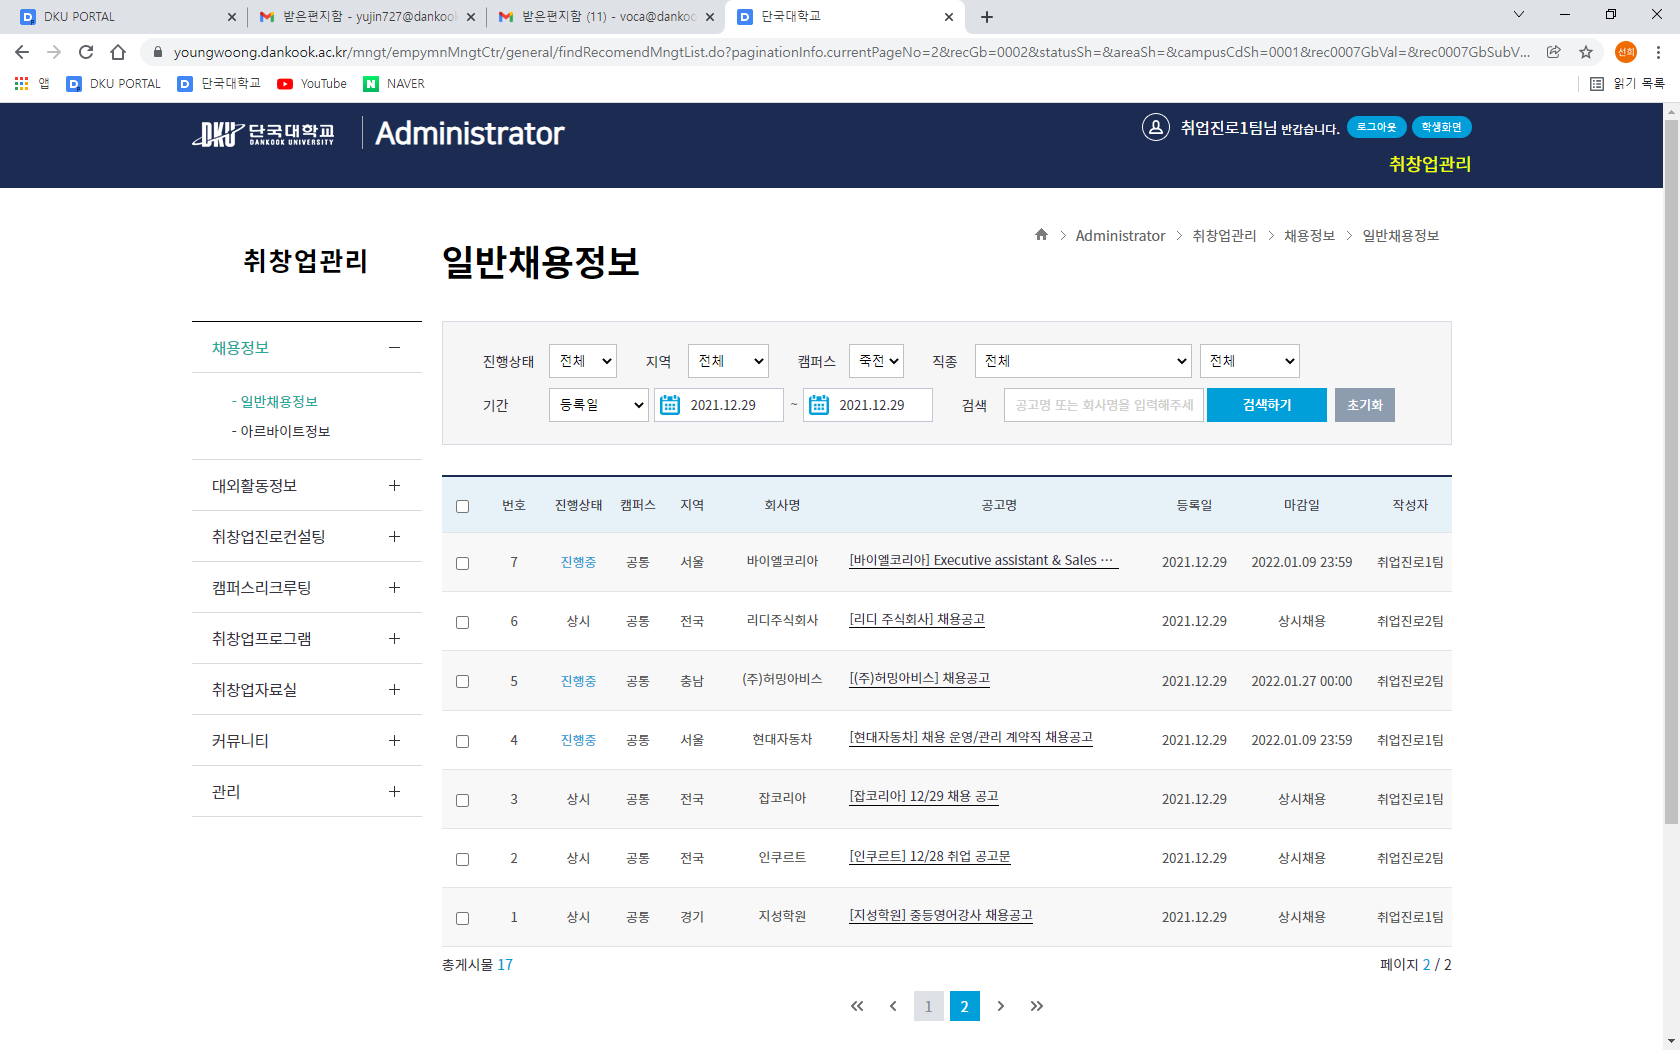 DKU PORTAL
받은편지함 - yujin727@dankook
받은편지함 (11) - voca@dankoo
단국대학교
youngwoong.dankook.ac.kr/mngt/empymnMngtCtr/general/findRecomendMngtList.do?paginationInfo.currentPageNo=2&recGb=0002&statusSh=&areaSh=&campusCdSh=0001&rec0007GbVal=&rec0007GbSubV...
선희
앱
DKU PORTAL
단국대학교
YouTube
NAVER
읽기 목록
DKU 단국대학교
DANKOOK UNIVERSITY
Administrator
취업진로1팀님 반갑습니다.
로그아웃
학생화면
취창업관리
취창업관리
일반채용정보
Administrator > 취창업관리 > 채용정보 > 일반채용정보
채용정보
- 일반채용정보
- 아르바이트정보
대외활동정보
취창업진로컨설팅
캠퍼스리크루팅
취창업프로그램
취창업자료실
커뮤니티
관리
진행상태 전체 지역 전체 캠퍼스 죽전 직종 전체 전체
기간 등록일 2021.12.29 ~ 2021.12.29 검색 공고명 또는 회사명을 입력해주세 검색하기 초기화
번호 진행상태 캠퍼스 지역 회사명 공고명 등록일 마감일 작성자
7 진행중 공통 서울 바이엘코리아 [바이엘코리아] Executive assistant & Sales ··· 2021.12.29 2022.01.09 23:59 취업진로1팀
6 상시 공통 전국 리디주식회사 [리디 주식회사] 채용공고 2021.12.29 상시채용 취업진로2팀
5 진행중 공통 충남 (주)허밍아비스 [(주)허밍아비스] 채용공고 2021.12.29 2022.01.27 00:00 취업진로2팀
4 진행중 공통 서울 현대자동차 [현대자동차] 채용 운영/관리 계약직 채용공고 2021.12.29 2022.01.09 23:59 취업진로1팀
3 상시 공통 전국 잡코리아 [잡코리아] 12/29 채용 공고 2021.12.29 상시채용 취업진로1팀
2 상시 공통 전국 인쿠르트 [인쿠르트] 12/28 취업 공고문 2021.12.29 상시채용 취업진로2팀
1 상시 공통 경기 지성학원 [지성학원] 중등영어강사 채용공고 2021.12.29 상시채용 취업진로1팀
총게시물 17
페이지 2 / 2
1 2